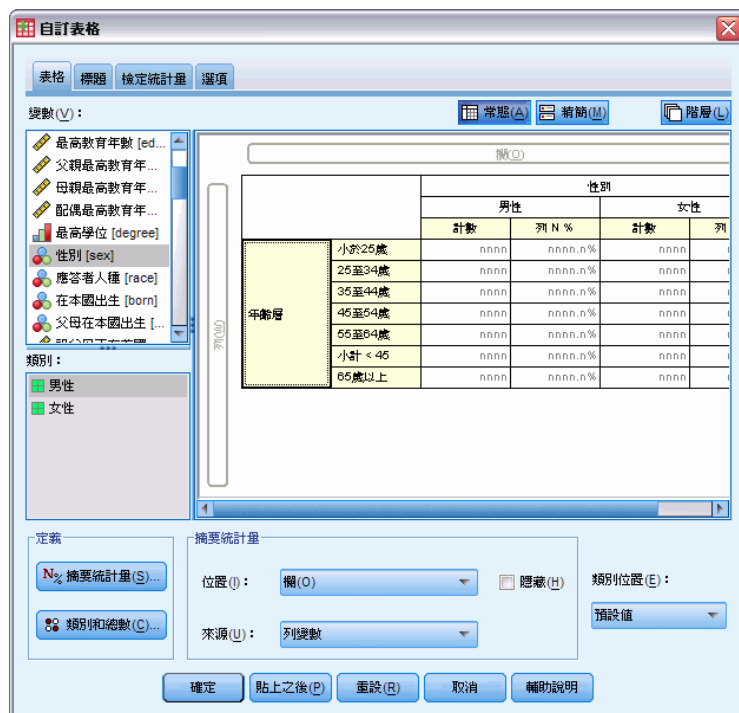 自訂表格
表格 標題 檢定統計量 選項
變數(V)：
常態(A) 精簡(M) 階層(L)
最高教育年數 [ed...
父親最高教育年...
母親最高教育年...
配偶最高教育年...
最高學位 [degree]
性別 [sex]
應答者人種 [race]
在本國出生 [born]
父母在本國出生 [...
類別：
男性
女性
欄(O)
列(W)
性別
男性 女性
計數 列 N % 計數 列
年齡層
小於25歲 nnnn nnnn.n% nnnn
25至34歲 nnnn nnnn.n% nnnn
35至44歲 nnnn nnnn.n% nnnn
45至54歲 nnnn nnnn.n% nnnn
55至64歲 nnnn nnnn.n% nnnn
小計 < 45 nnnn nnnn.n% nnnn
65歲以上 nnnn nnnn.n% nnnn
定義
N% 摘要統計量(S)...
類別和總數(C)...
摘要統計量
位置(I)： 欄(O) 隱藏(H)
來源(U)： 列變數
類別位置(E)：
預設值
確定 貼上之後(P) 重設(R) 取消 輔助說明